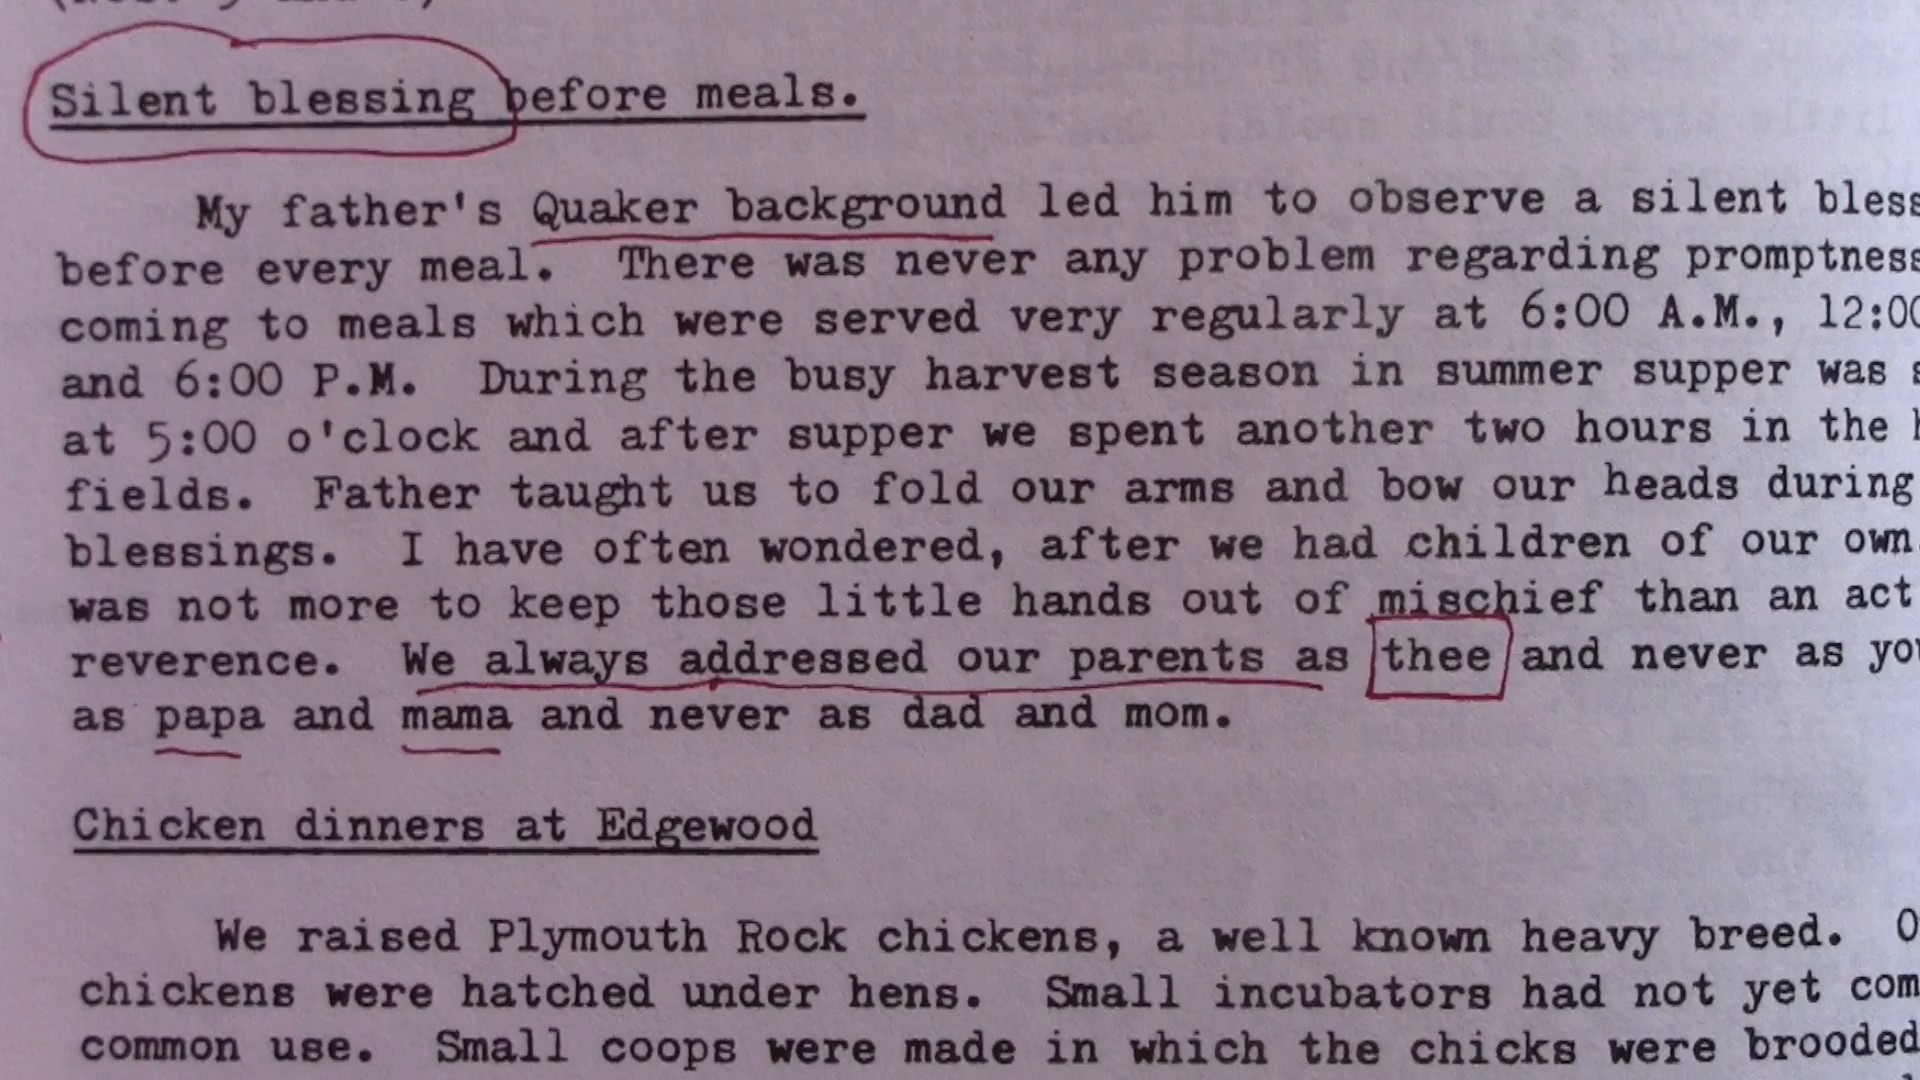 Silent blessing before meals.
My father's Quaker background led him to observe a silent bless
before every meal. There was never any problem regarding promptness
coming to meals which were served very regularly at 6:00 A.M., 12:00
and 6:00 P.M. During the busy harvest season in summer supper was s
at 5:00 o'clock and after supper we spent another two hours in the
fields. Father taught us to fold our arms and bow our heads during
blessings. I have often wondered, after we had children of our own
was not more to keep those little hands out of mischief than an act
reverence. We always addressed our parents as thee and never as you
as papa and mama and never as dad and mom.
Chicken dinners at Edgewood
We raised Plymouth Rock chickens, a well known heavy breed. O
chickens were hatched under hens. Small incubators had not yet com
common use. Small coops were made in which the chicks were brooded